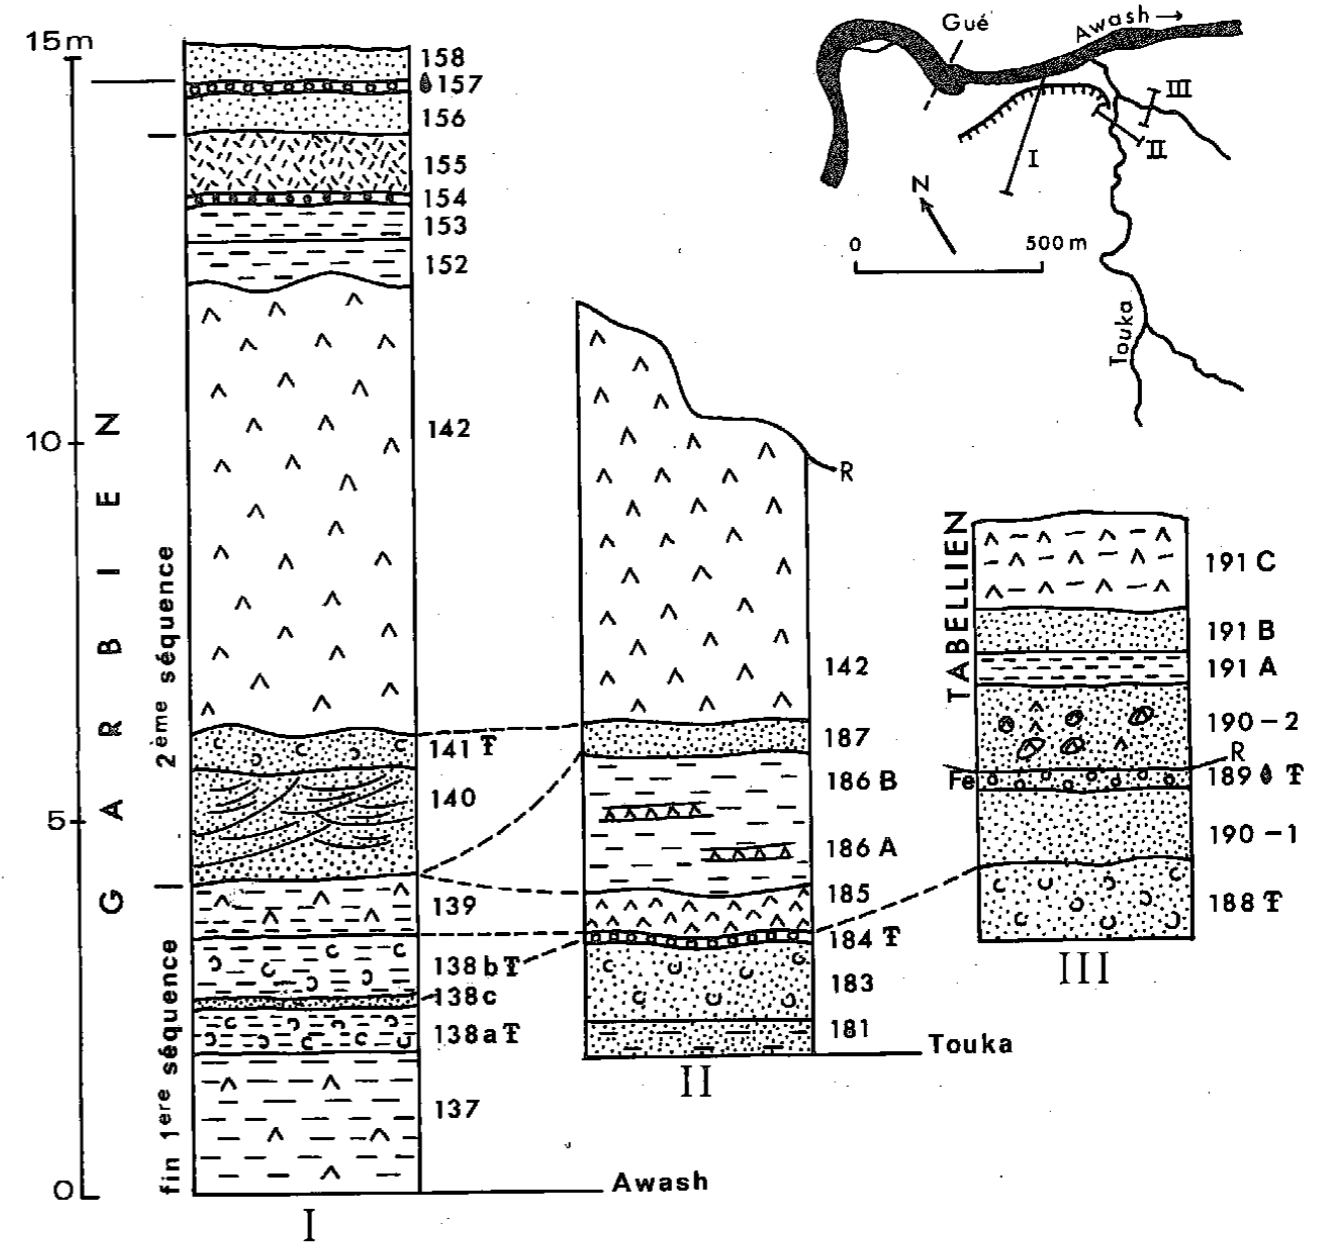 15m
10
5
0
GARBIEN
2ème séquence
fin 1ere séquence
158
157
156
155
154
153
152
142
141 Ŧ
140
139
138b Ŧ
138c
138a Ŧ
137
Awash
I
R
142
187
186 B
186 A
185
184 Ŧ
183
181
Touka
II
TABELLIEN
191 C
191 B
191 A
190-2
R
Fe
189 Ŧ
190-1
188 Ŧ
III
Gué
Awash →
III
II
I
N
0 500 m
Touka